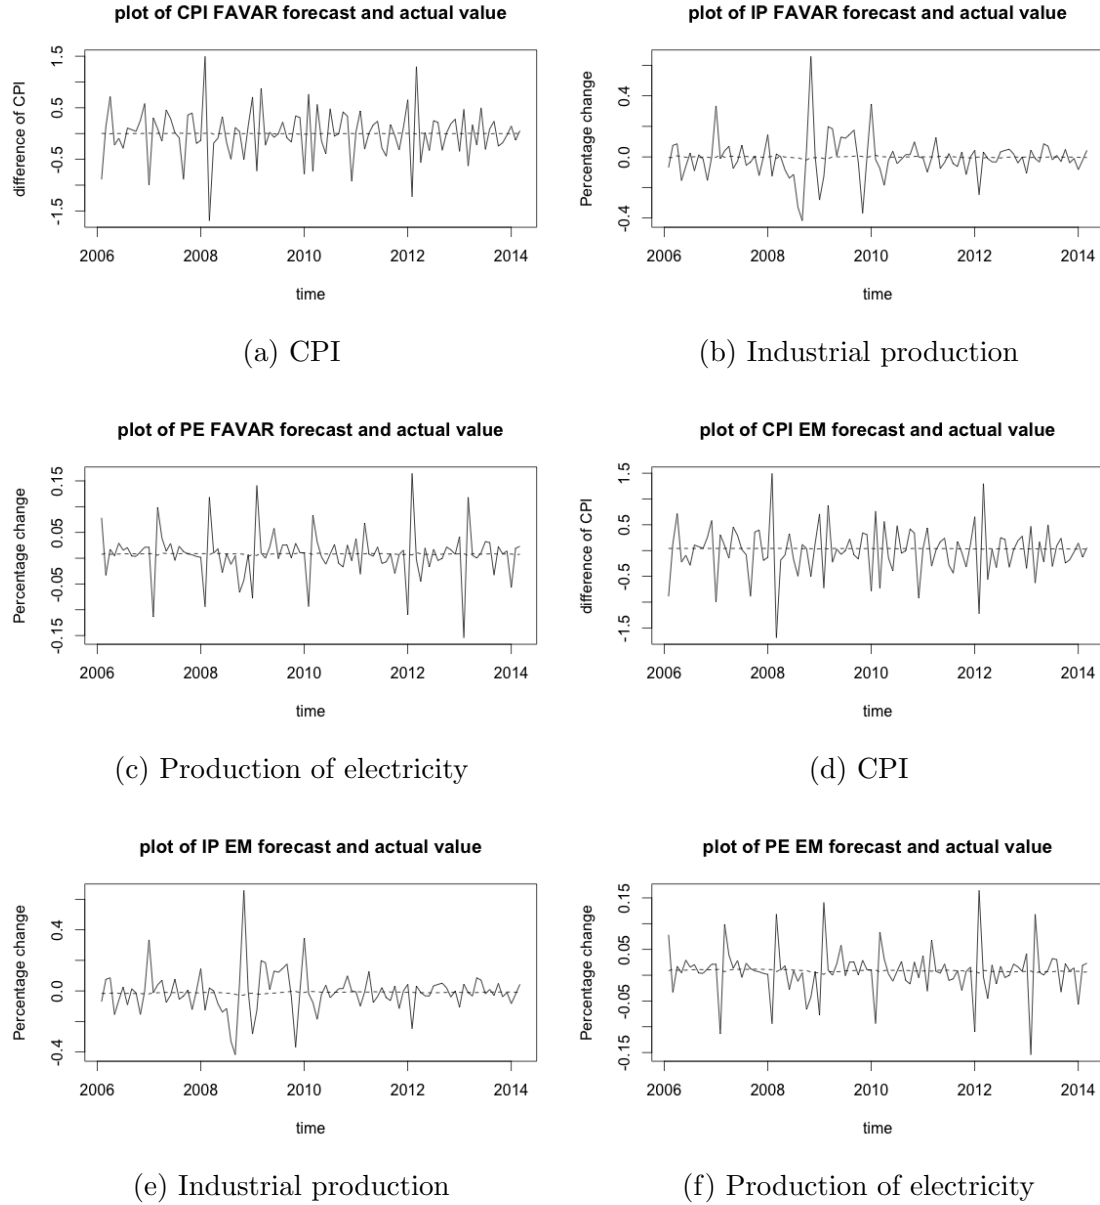 plot of CPI FAVAR forecast and actual value
difference of CPI
1.5
0.5
-0.5
-1.5
2006 2008 2010 2012 2014
time
(a) CPI
plot of IP FAVAR forecast and actual value
Percentage change
0.4
0.0
-0.4
2006 2008 2010 2012 2014
time
(b) Industrial production
plot of PE FAVAR forecast and actual value
Percentage change
0.15
0.05
-0.05
-0.15
2006 2008 2010 2012 2014
time
(c) Production of electricity
plot of CPI EM forecast and actual value
difference of CPI
1.5
0.5
-0.5
-1.5
2006 2008 2010 2012 2014
time
(d) CPI
plot of IP EM forecast and actual value
Percentage change
0.4
0.0
-0.4
2006 2008 2010 2012 2014
time
(e) Industrial production
plot of PE EM forecast and actual value
Percentage change
0.15
0.05
-0.05
-0.15
2006 2008 2010 2012 2014
time
(f) Production of electricity